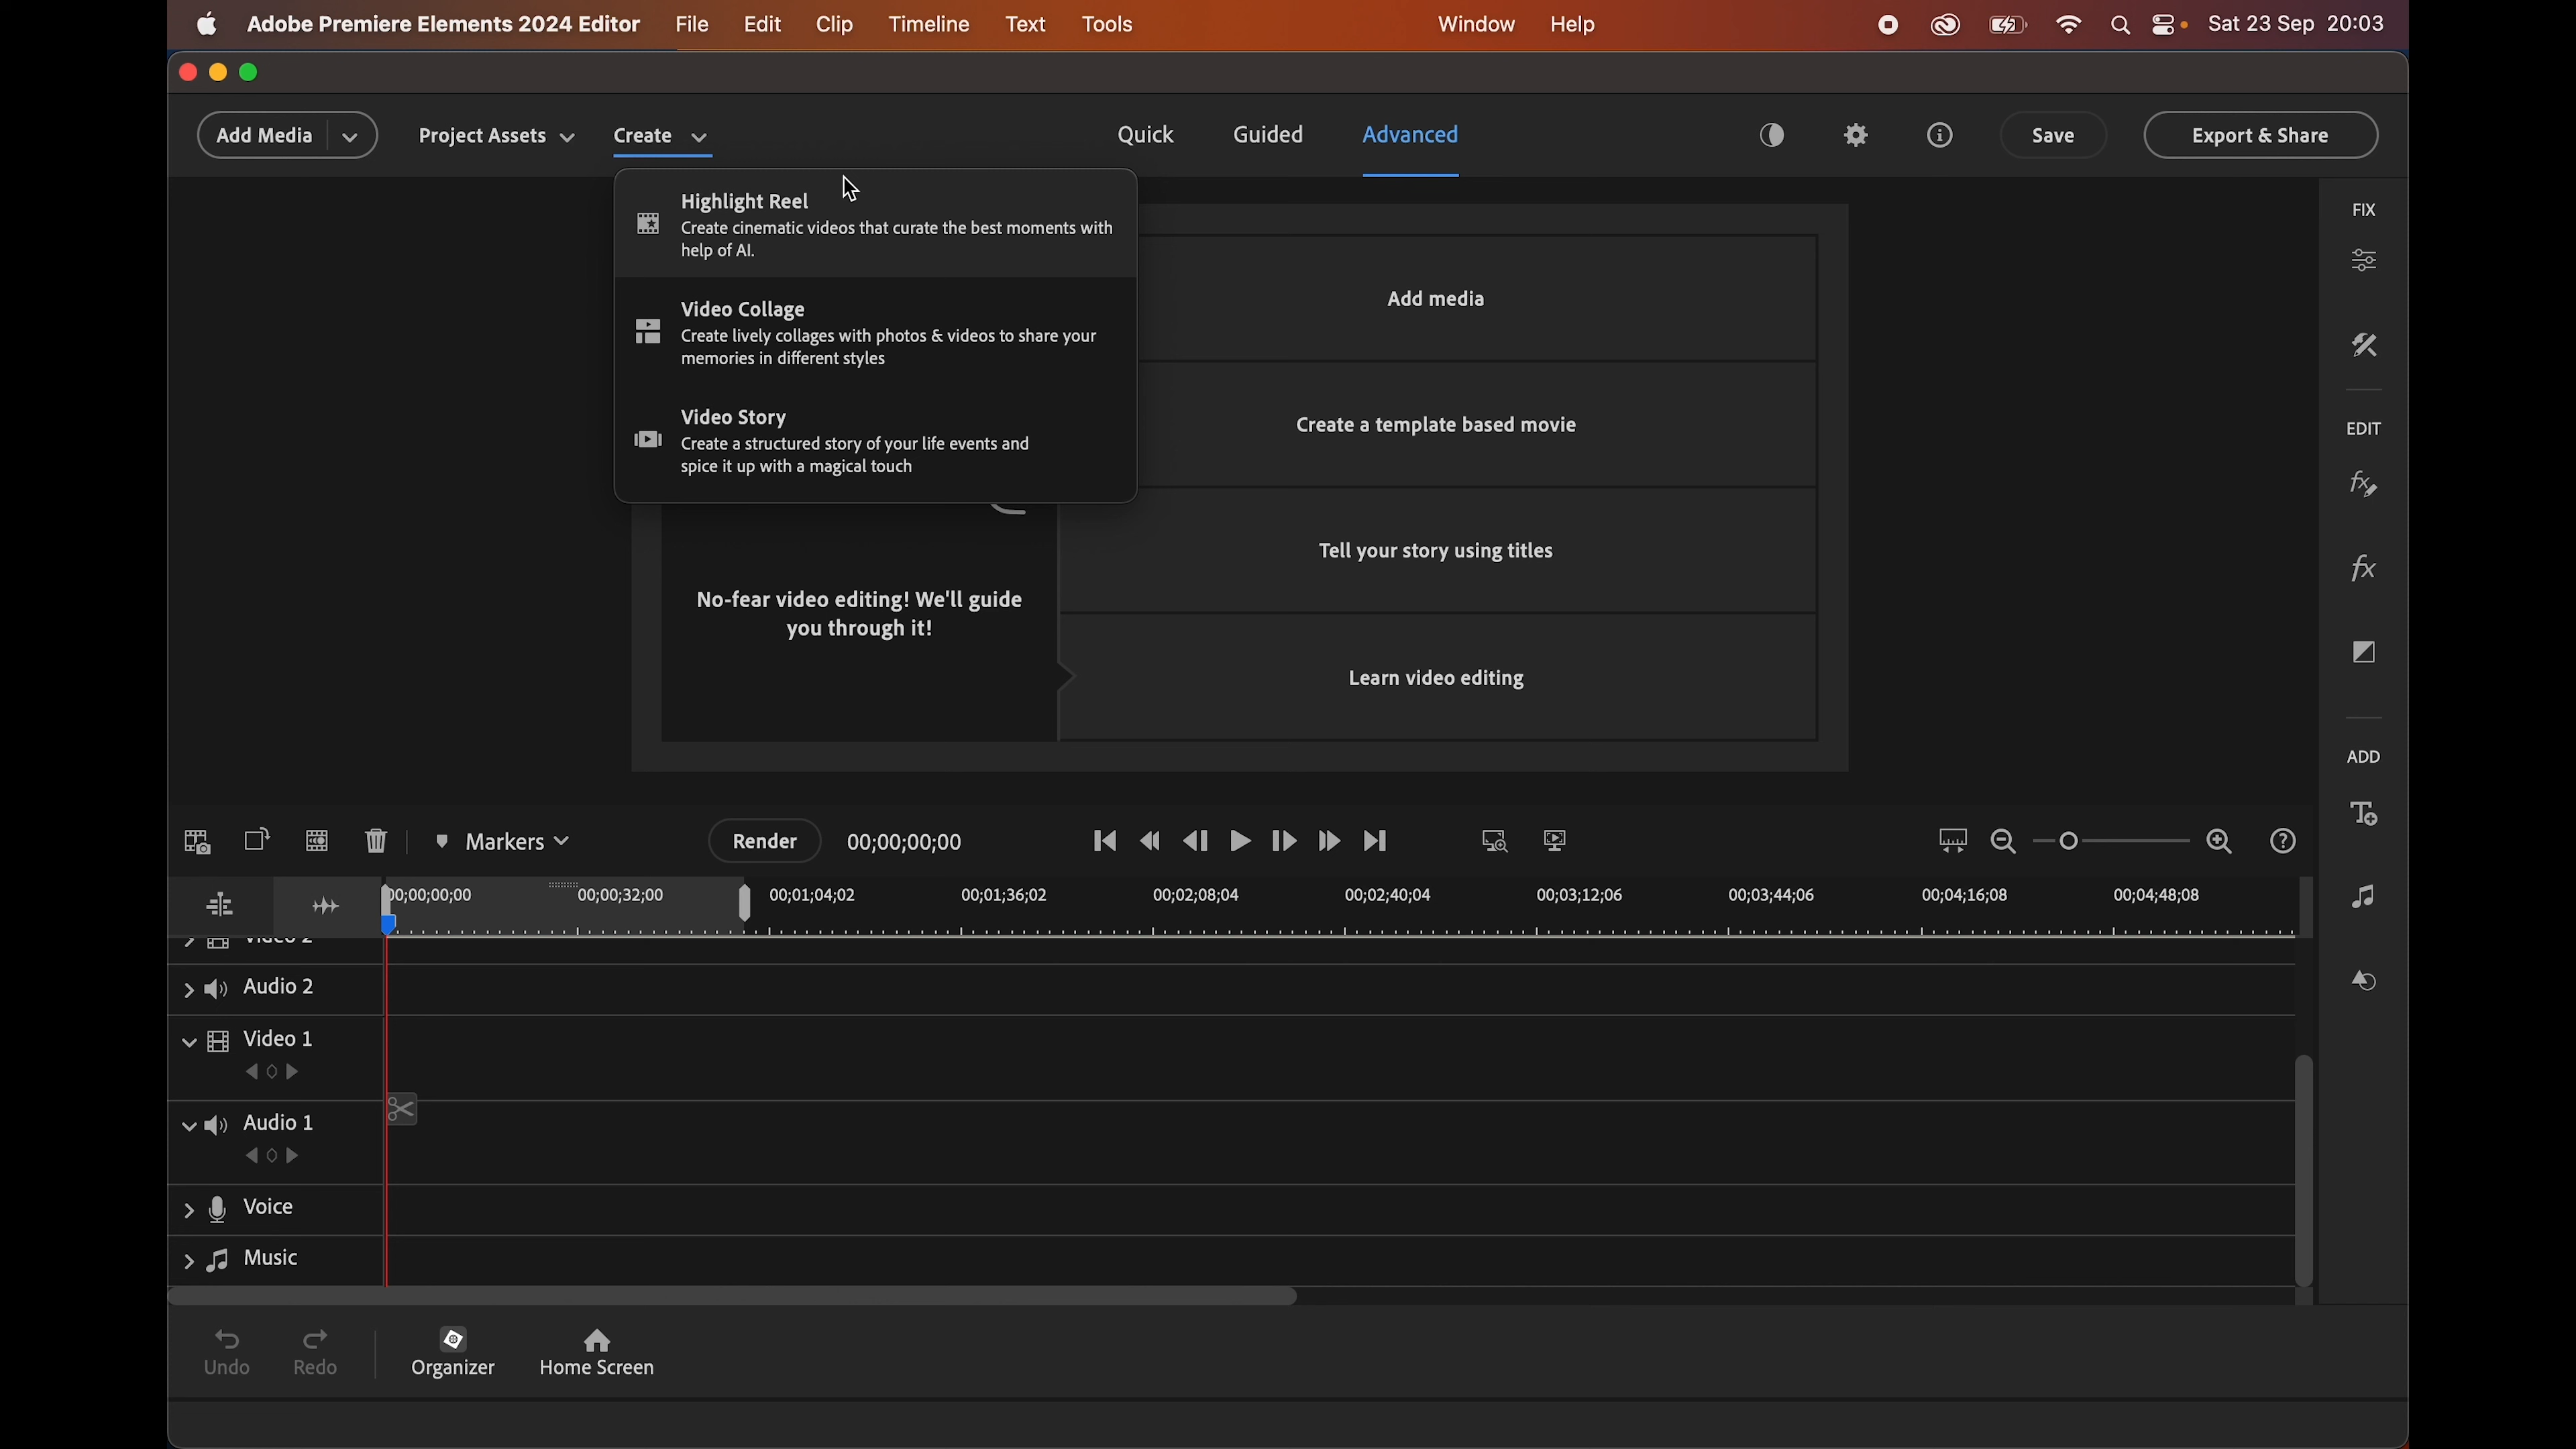 Adobe Premiere Elements 2024 Editor File Edit Clip Timeline Text Tools Window Help Sat 23 Sep 20:03
Add Media Project Assets Create Quick Guided Advanced Save Export & Share
Highlight Reel
Create cinematic videos that curate the best moments with
help of AI.
Video Collage
Create lively collages with photos & videos to share your
memories in different styles
Video Story
Create a structured story of your life events and
spice it up with a magical touch
Add media
Create a template based movie
Tell your story using titles
Learn video editing
No-fear video editing! We'll guide
you through it!
FIX
EDIT
ADD
Markers Render 00;00;00;00
00;00;00;00 00;00;32;00 00;01;04;02 00;01;36;02 00;02;08;04 00;02;40;04 00;03;12;06 00;03;44;06 00;04;16;08 00;04;48;08
Video 2
Audio 2
Video 1
Audio 1
Voice
Music
Undo Redo Organizer Home Screen